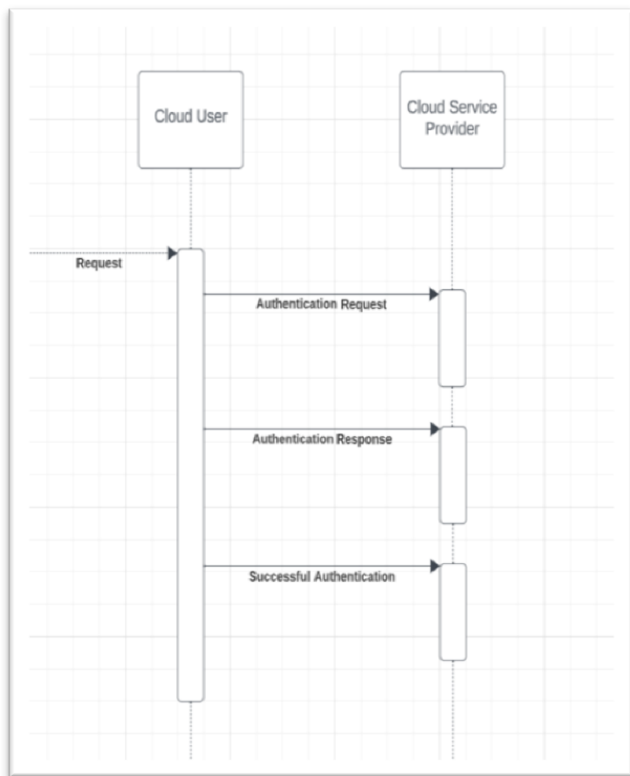 Cloud User
Cloud Service
Provider
Request
Authentication Request
Authentication Response
Successful Authentication